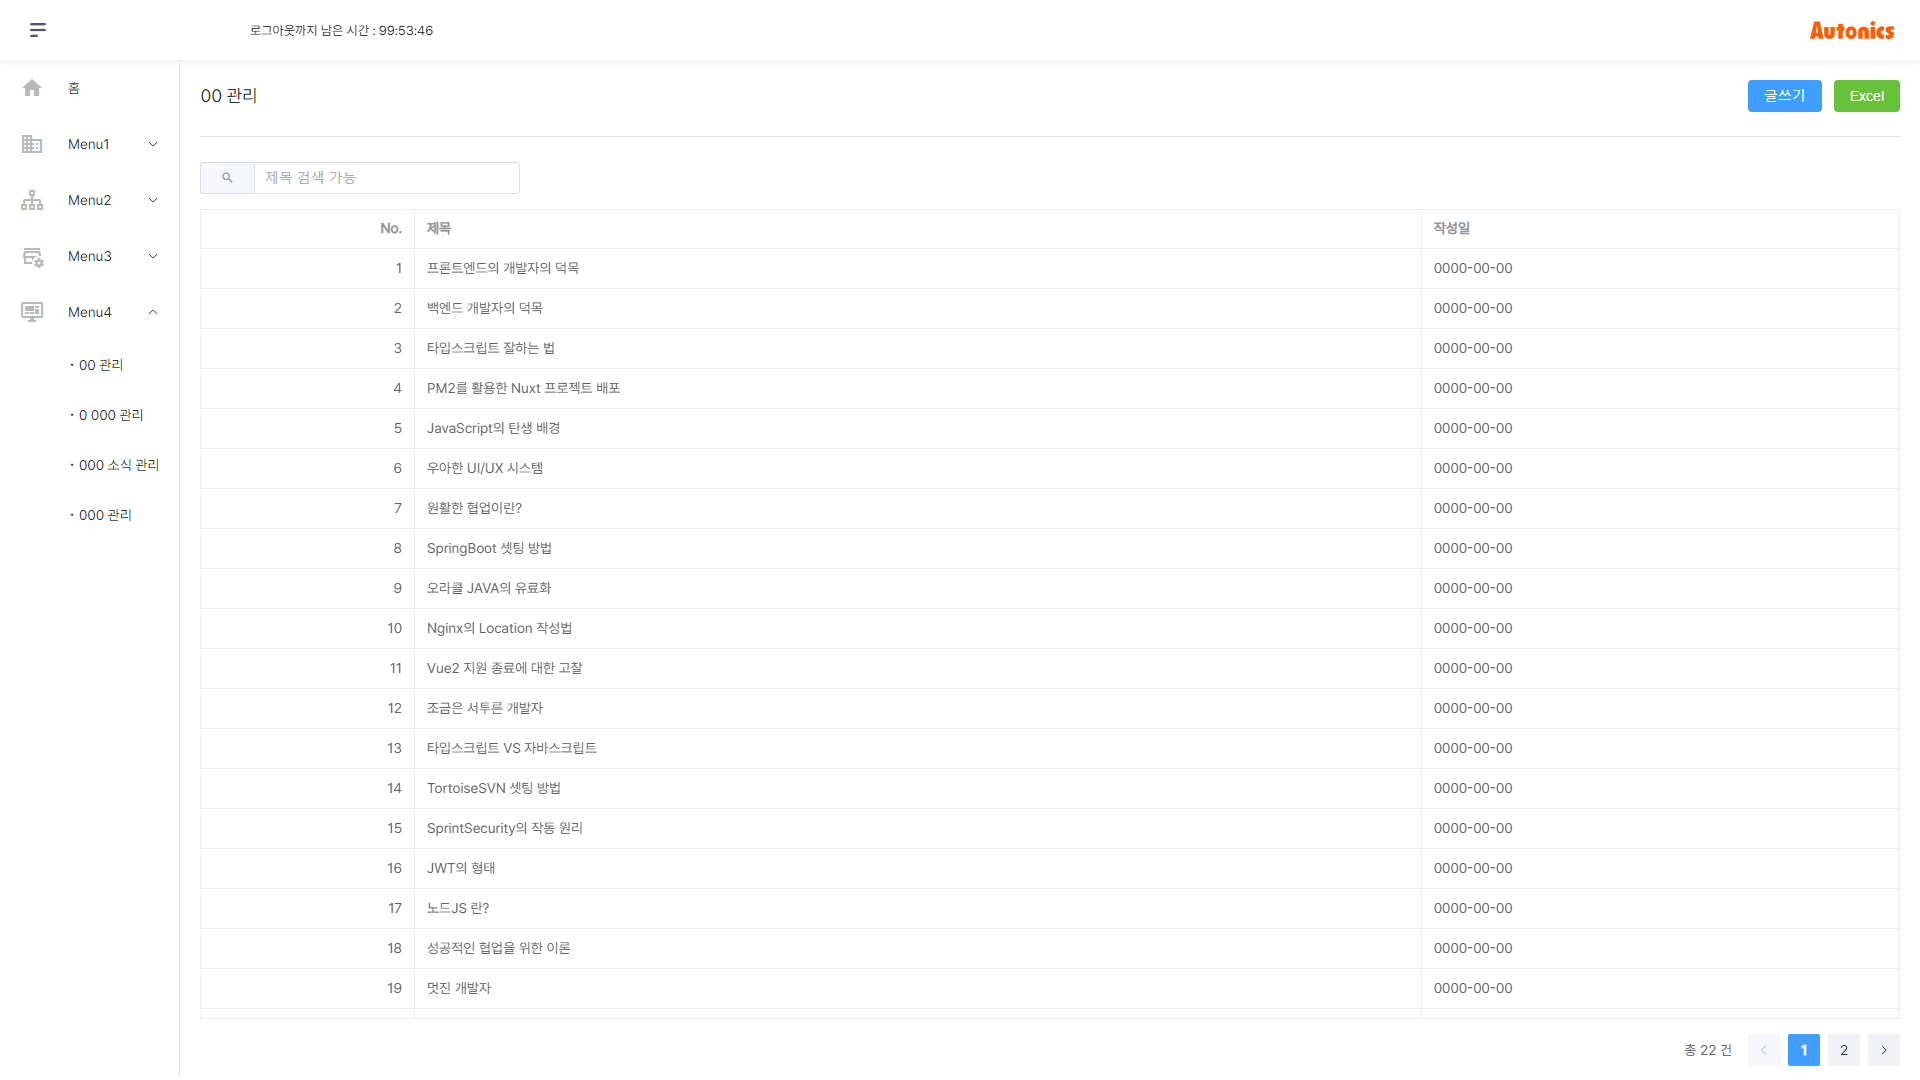 로그아웃까지 남은 시간 : 99:53:46
Autonics
홈
Menu1
Menu2
Menu3
Menu4
· 00 관리
· 0 000 관리
· 000 소식 관리
· 000 관리
00 관리
글쓰기
Excel
제목 검색 가능
No. 제목 작성일
1 프론트엔드의 개발자의 덕목 0000-00-00
2 백엔드 개발자의 덕목 0000-00-00
3 타입스크립트 잘하는 법 0000-00-00
4 PM2를 활용한 Nuxt 프로젝트 배포 0000-00-00
5 JavaScript의 탄생 배경 0000-00-00
6 우아한 UI/UX 시스템 0000-00-00
7 원활한 협업이란? 0000-00-00
8 SpringBoot 셋팅 방법 0000-00-00
9 오라클 JAVA의 유료화 0000-00-00
10 Nginx의 Location 작성법 0000-00-00
11 Vue2 지원 종료에 대한 고찰 0000-00-00
12 조금은 서투른 개발자 0000-00-00
13 타입스크립트 VS 자바스크립트 0000-00-00
14 TortoiseSVN 셋팅 방법 0000-00-00
15 SprintSecurity의 작동 원리 0000-00-00
16 JWT의 형태 0000-00-00
17 노드JS 란? 0000-00-00
18 성공적인 협업을 위한 이론 0000-00-00
19 멋진 개발자 0000-00-00
총 22 건 1 2